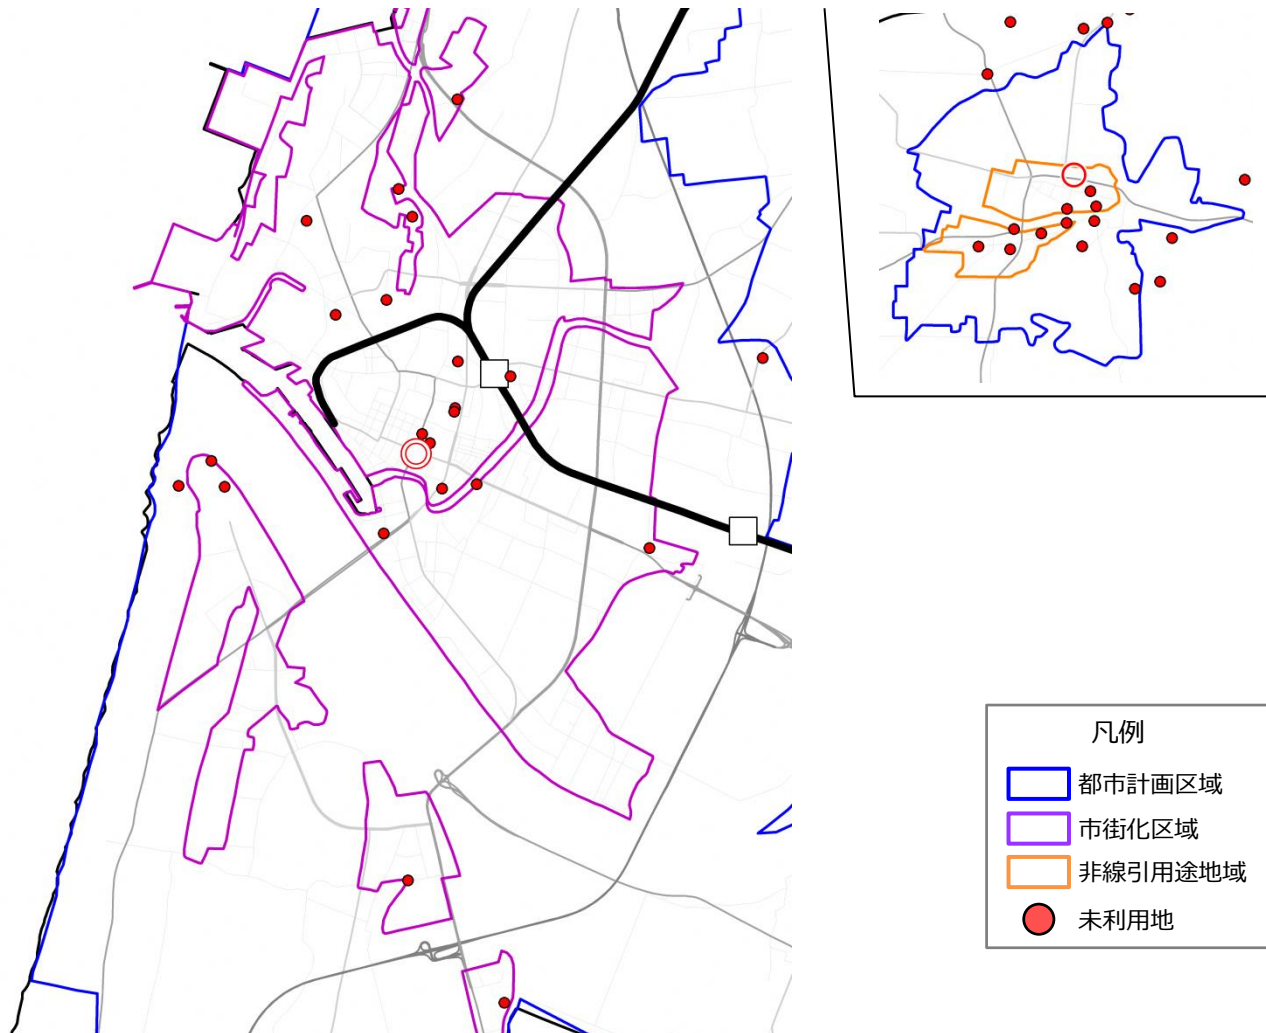 凡例
都市計画区域
市街化区域
非線引用途地域
未利用地